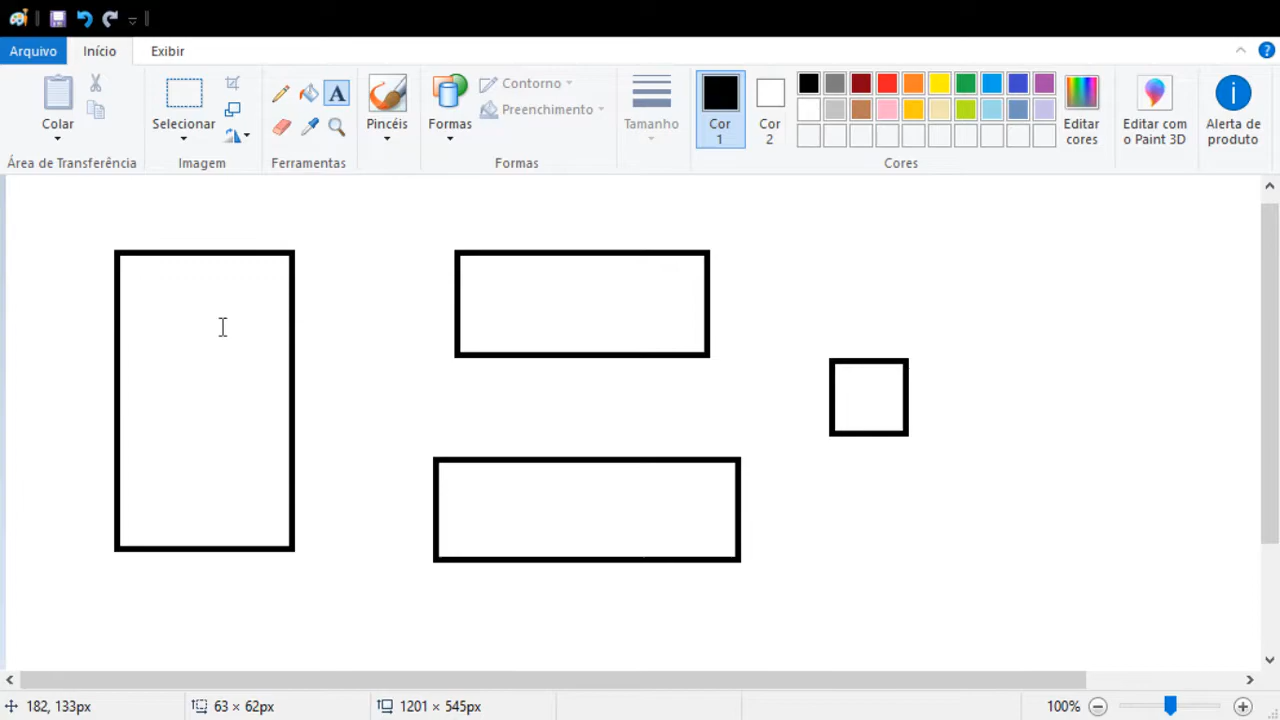 Arquivo Início Exibir
Colar
Área de Transferência
Selecionar
Imagem
A
Ferramentas
Pincéis
Formas
Contorno
Preenchimento
Formas
Tamanho
Cor 1
Cor 2
Editar cores
Cores
Editar com o Paint 3D
Alerta de produto
182, 133px
63 × 62px
1201 × 545px
100%